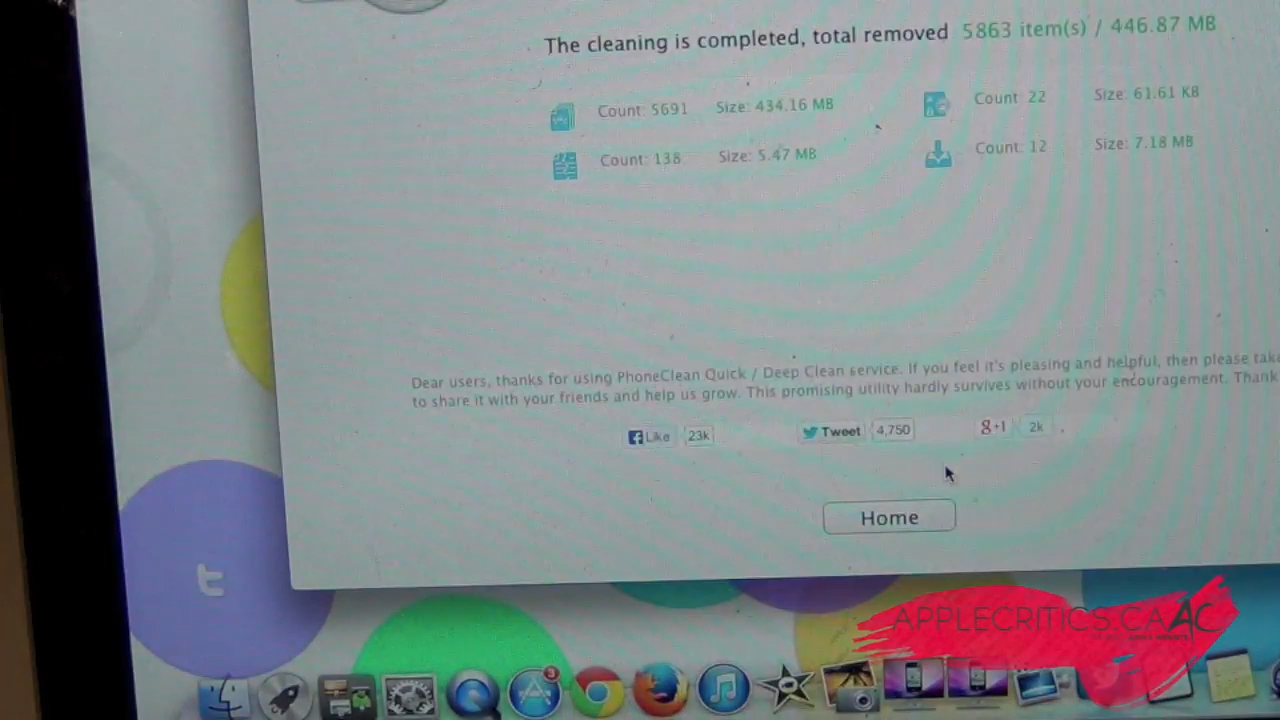 The cleaning is completed, total removed 5863 item(s) / 446.87 MB
Count: 5691 Size: 434.16 MB
Count 22 Size: 61.61 KB
Count: 138 Size: 5.47 MB
Count: 12 Size: 7.18 MB
Dear users, thanks for using PhoneClean Quick / Deep Clean service. If you feel it's pleasing and helpful, then please take
to share it with your friends and help us grow. This promising utility hardly survives without your encouragement. Thank
Like 23k
Tweet 4,750
g+1 2k
Home
APPLECRITICS.CA AC
3